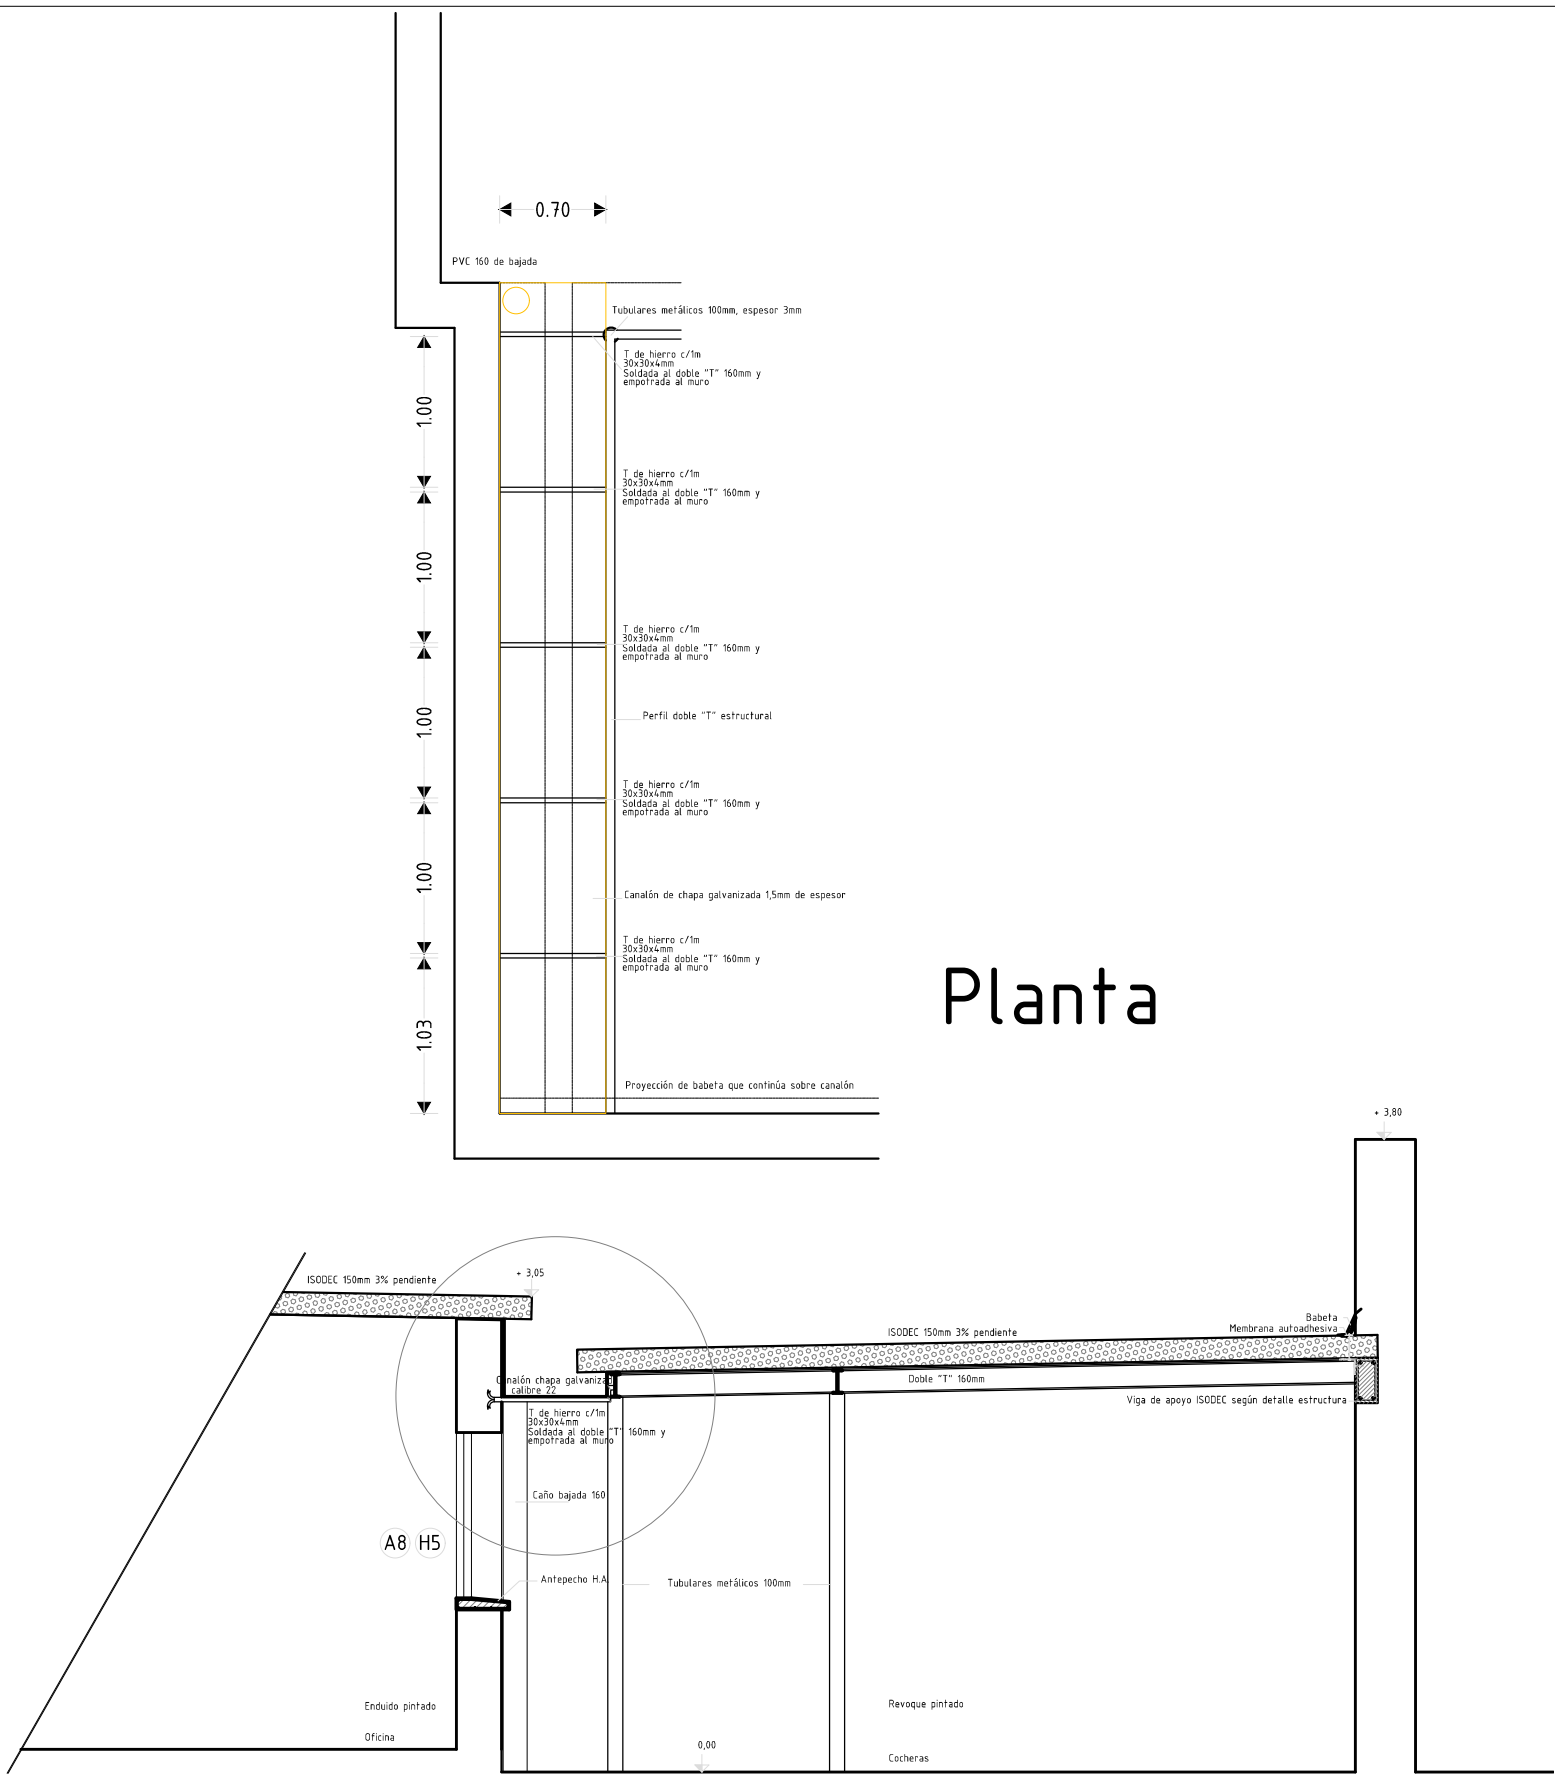 0.70
PVC 160 de bajada
Tubulares metálicos 100mm, espesor 3mm
T de hierro c/1m
30x30x4mm
Soldada al doble "T" 160mm y
empotrada al muro
1.00
T de hierro c/1m
30x30x4mm
Soldada al doble "T" 160mm y
empotrada al muro
1.00
T de hierro c/1m
30x30x4mm
Soldada al doble "T" 160mm y
empotrada al muro
Perfil doble "T" estructural
1.00
T de hierro c/1m
30x30x4mm
Soldada al doble "T" 160mm y
empotrada al muro
1.00
Canalón de chapa galvanizada 1,5mm de espesor
T de hierro c/1m
30x30x4mm
Soldada al doble "T" 160mm y
empotrada al muro
Planta
1.03
Proyección de babeta que continúa sobre canalón
+ 3,80
+ 3,05
ISODEC 150mm 3% pendiente
Babeta
Membrana autoadhesiva
ISODEC 150mm 3% pendiente
Canalón chapa galvanizada
calibre 22
Doble "T" 160mm
Viga de apoyo ISODEC según detalle estructura
T de hierro c/1m
30x30x4mm
Soldada al doble "T" 160mm y
empotrada al muro
Caño bajada 160
A8 H5
Antepecho H.A.
Tubulares metálicos 100mm
Enduido pintado
Revoque pintado
Oficina
0,00
Cocheras